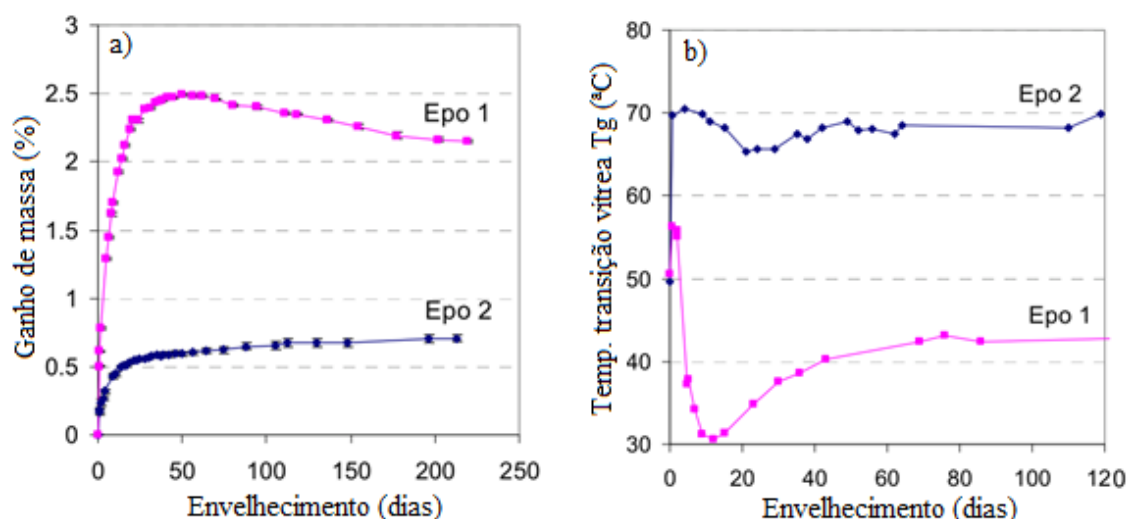 a)
Ganho de massa (%)
3
2.5
2
1.5
1
0.5
0
Epo 1
Epo 2
0 50 100 150 200 250
Envelhecimento (dias)
b)
Temp. transição vitrea Tg (ªC)
80
70
60
50
40
30
Epo 2
Epo 1
0 20 40 60 80 100 120
Envelhecimento (dias)